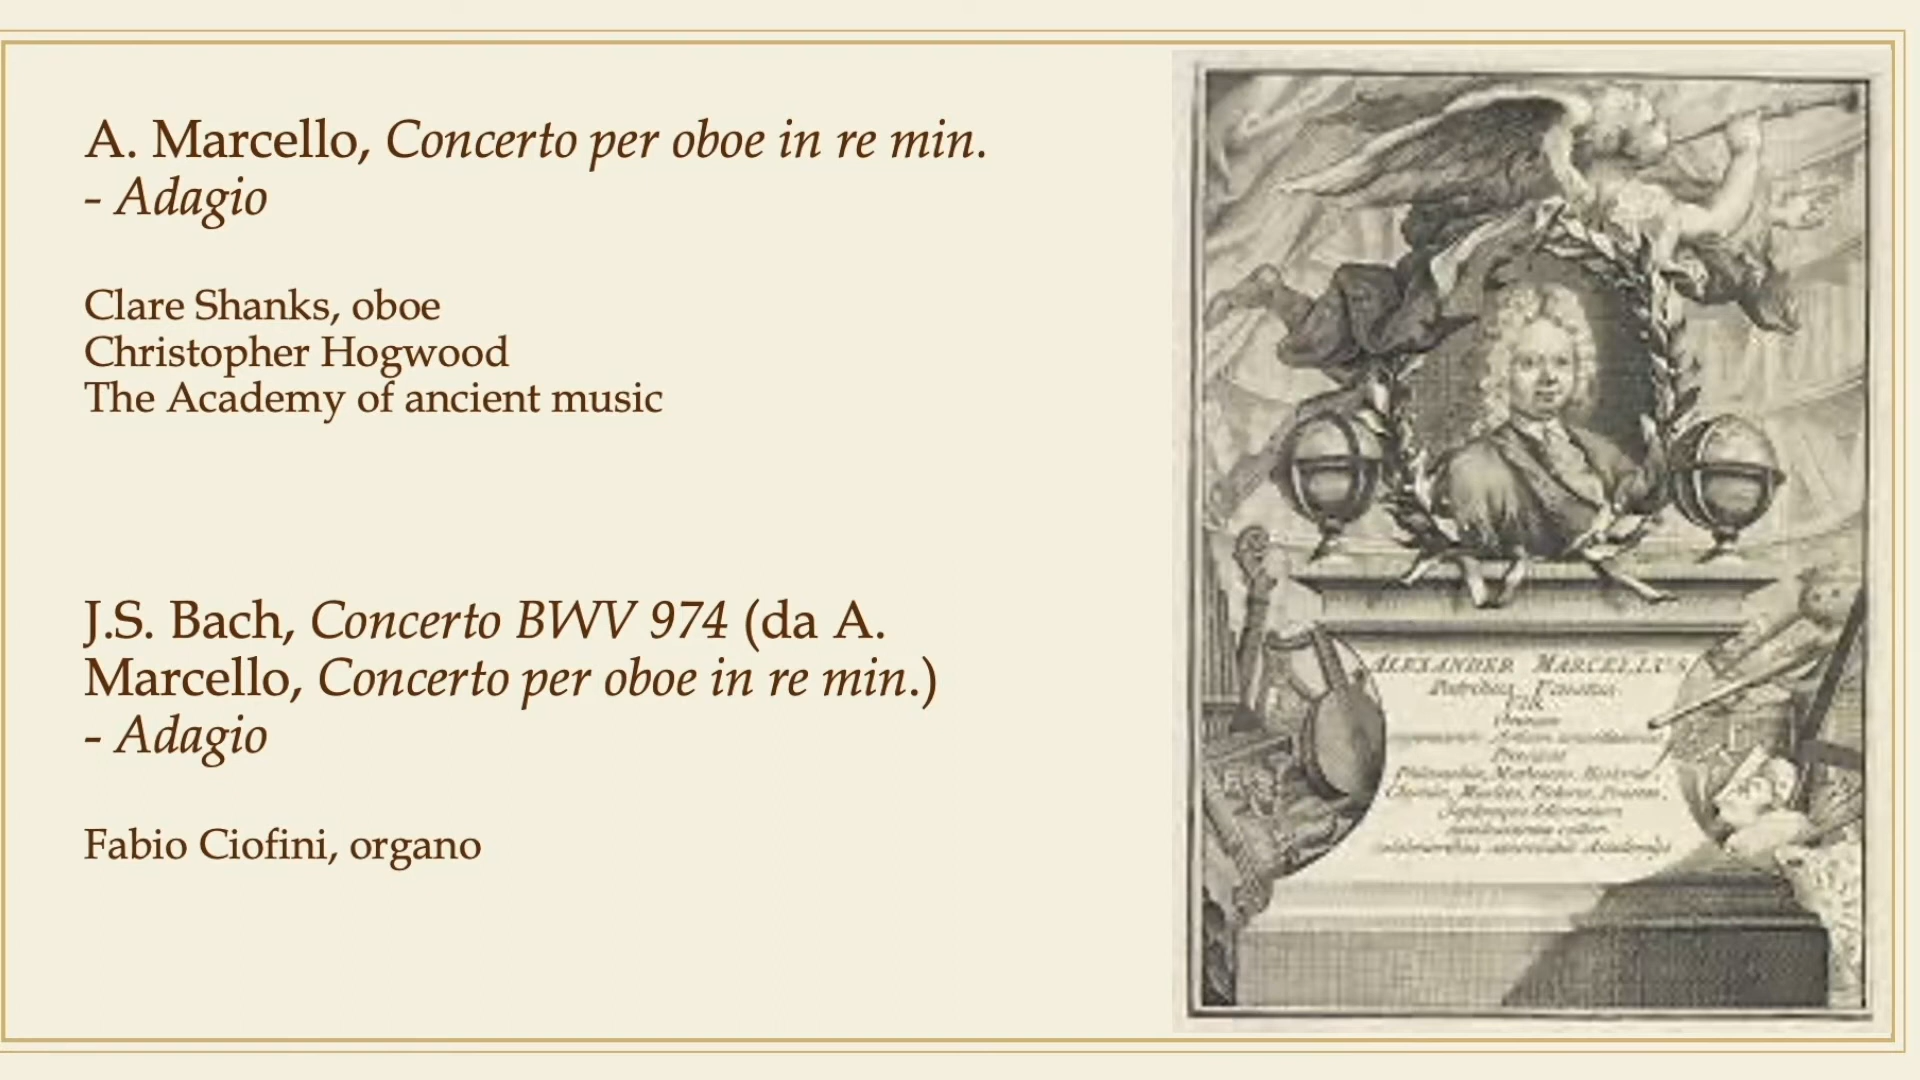 A. Marcello, Concerto per oboe in re min.
- Adagio
Clare Shanks, oboe
Christopher Hogwood
The Academy of ancient music
J.S. Bach, Concerto BWV 974 (da A.
Marcello, Concerto per oboe in re min.)
- Adagio
Fabio Ciofini, organo
ALEXANDER MARCELLUS